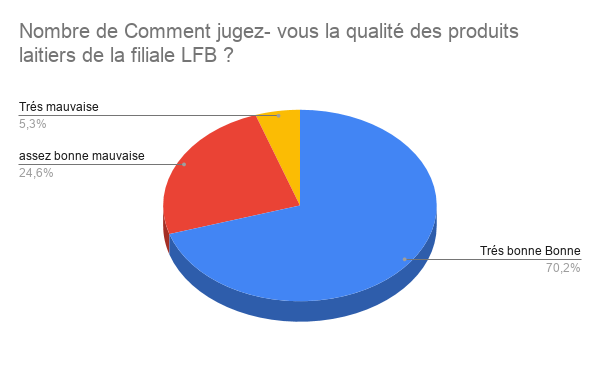 Nombre de Comment jugez- vous la qualité des produits
laitiers de la filiale LFB ?
Trés mauvaise
5,3%
assez bonne mauvaise
24,6%
Trés bonne Bonne
70,2%